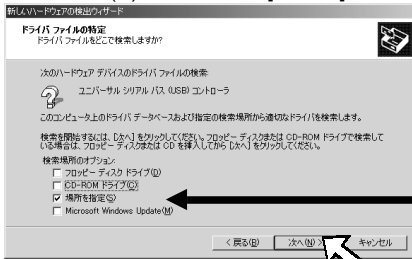 新しいハードウェアの検出ウィザード
ドライバ ファイルの特定
ドライバ ファイルをどこで検索しますか?
次のハードウェア デバイスのドライバ ファイルの検索:
ユニバーサル シリアル バス (USB) コントローラ
このコンピュータ上のドライバ データベースおよび指定の検索場所から適切なドライバを検索します。
検索を開始するには、[次へ] をクリックしてください。フロッピー ディスクまたは CD-ROM ドライブで検索して
いる場合は、フロッピー ディスクまたは CD を挿入してから [次へ] をクリックしてください。
検索場所のオプション:
フロッピー ディスク ドライブ(D)
CD-ROM ドライブ(C)
場所を指定(S)
Microsoft Windows Update(M)
< 戻る(B) 次へ(N) > キャンセル